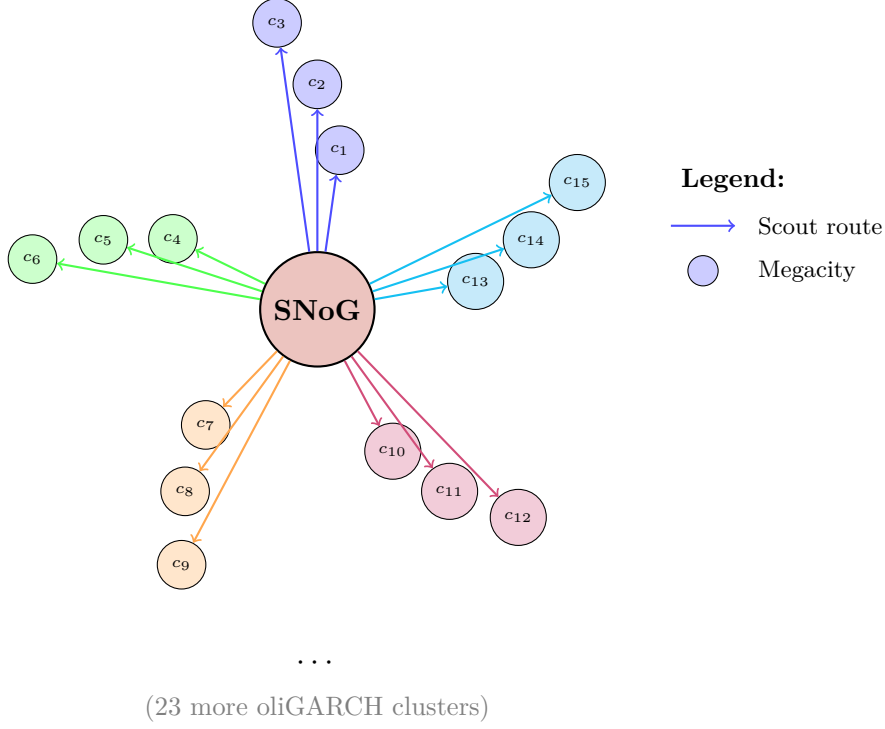 c3
c2
c1
c15
Legend:
c14
Scout route
c4
c5
c6
c13
Megacity
SNoG
c7
c10
c8
c11
c12
c9
...
(23 more oliGARCH clusters)